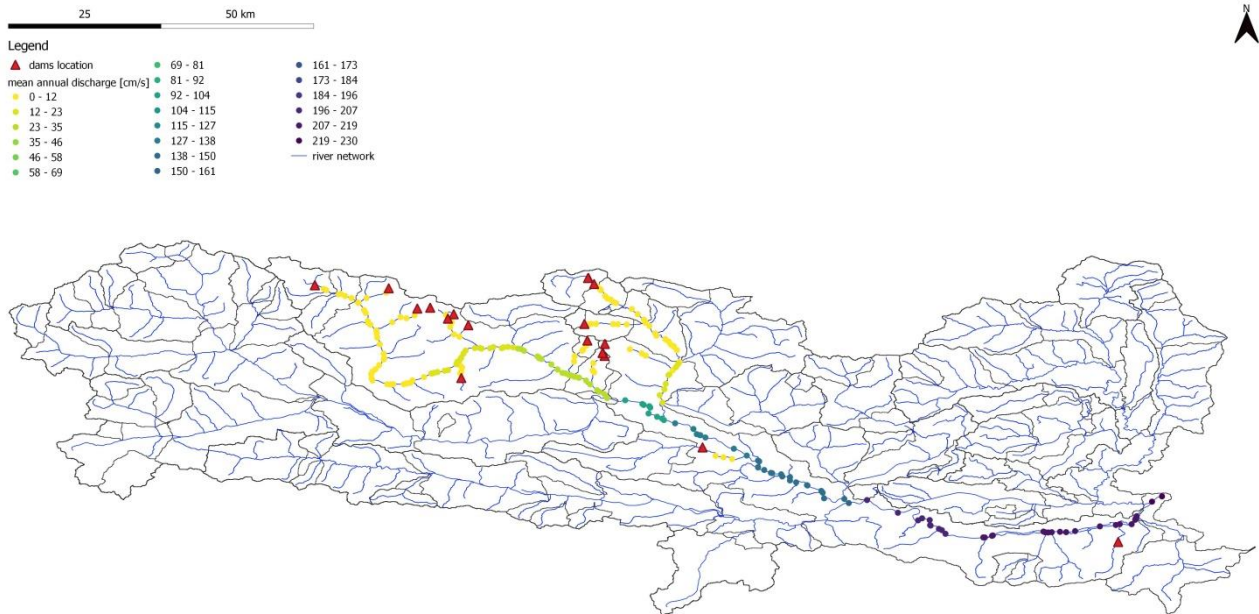 25 50 km
N
Legend
dams location
mean annual discharge [cm/s]
0 - 12
12 - 23
23 - 35
35 - 46
46 - 58
58 - 69
69 - 81
81 - 92
92 - 104
104 - 115
115 - 127
127 - 138
138 - 150
150 - 161
161 - 173
173 - 184
184 - 196
196 - 207
207 - 219
219 - 230
river network